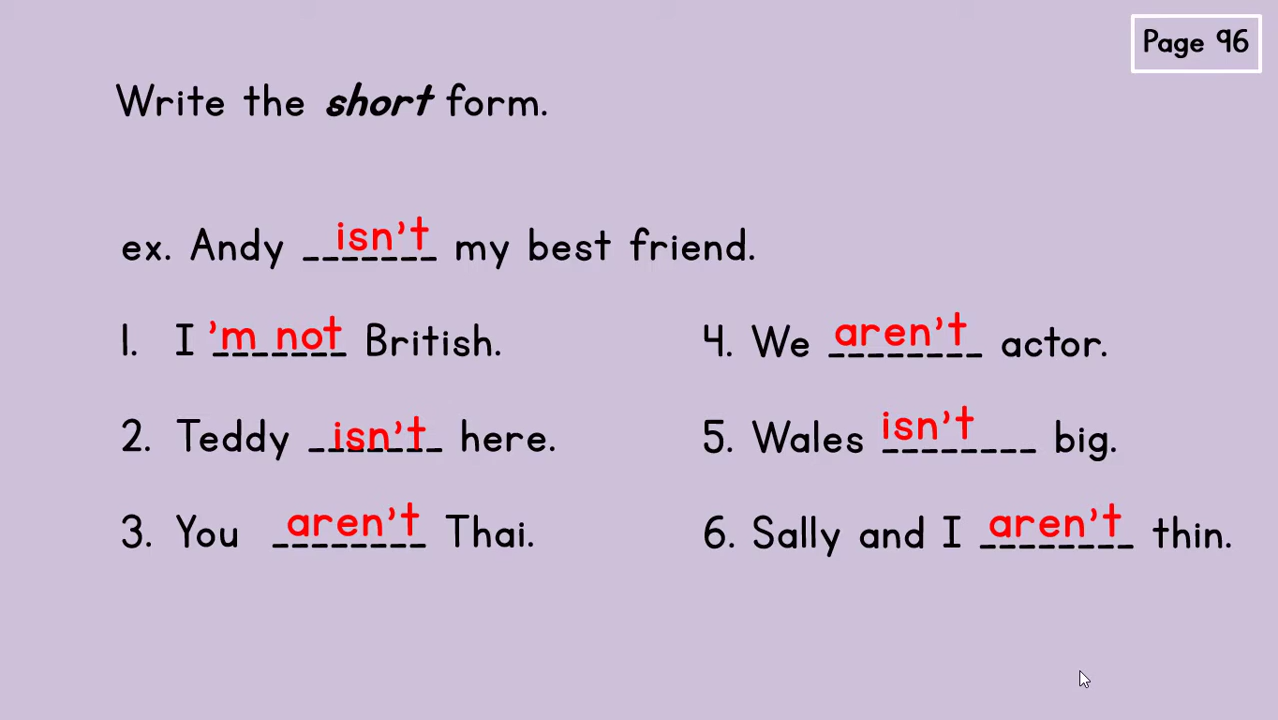 Page 96
Write the short form.
ex. Andy isn't my best friend.
1. I 'm not British.
2. Teddy isn't here.
3. You aren't Thai.
4. We aren't actor.
5. Wales isn't big.
6. Sally and I aren't thin.